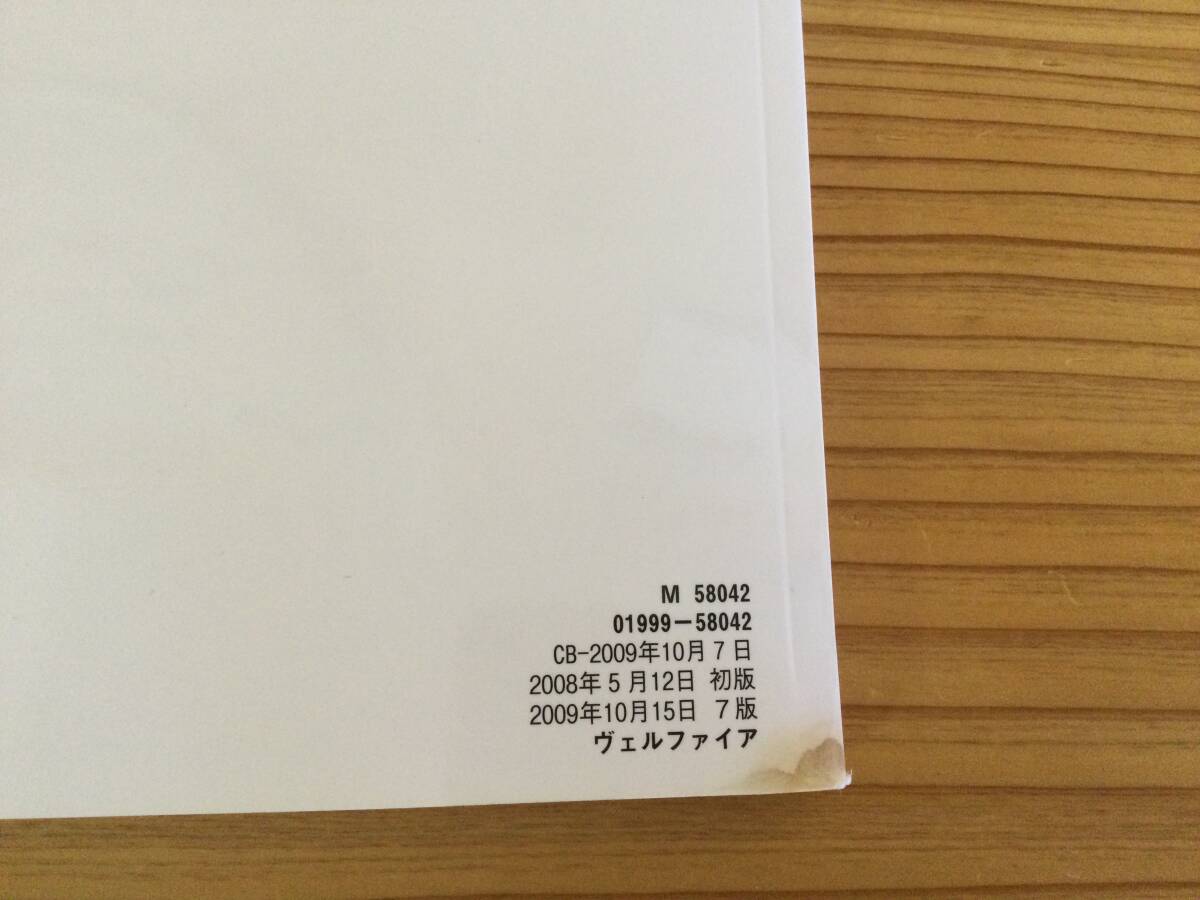 M 58042
01999-58042
CB-2009年10月7日
2008年5月12日 初版
2009年10月15日 7版
ヴェルファイア